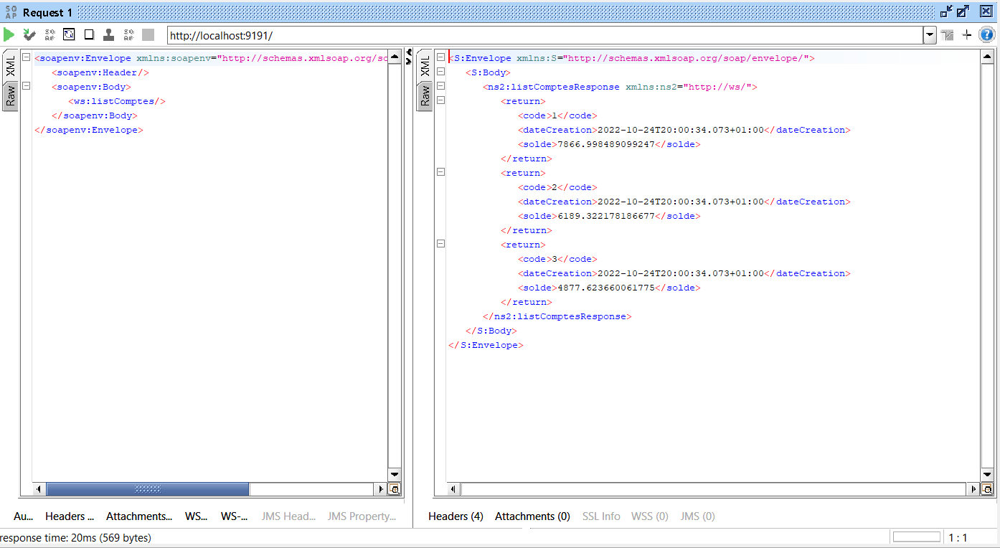 SO AP Request 1
SO AP SO AP http://localhost:9191/ ?
XML
Raw
<soapenv:Envelope xmlns:soapenv="http://schemas.xmlsoap.org/so
<soapenv:Header/>
<soapenv:Body>
<ws:listComptes/>
</soapenv:Body>
</soapenv:Envelope>
XML
Raw
<S:Envelope xmlns:S="http://schemas.xmlsoap.org/soap/envelope/">
<S:Body>
<ns2:listComptesResponse xmlns:ns2="http://ws/">
<return>
<code>1</code>
<dateCreation>2022-10-24T20:00:34.073+01:00</dateCreation>
<solde>7866.998489099247</solde>
</return>
<return>
<code>2</code>
<dateCreation>2022-10-24T20:00:34.073+01:00</dateCreation>
<solde>6189.322178186677</solde>
</return>
<return>
<code>3</code>
<dateCreation>2022-10-24T20:00:34.073+01:00</dateCreation>
<solde>4877.623660061775</solde>
</return>
</ns2:listComptesResponse>
</S:Body>
</S:Envelope>
Au... Headers ... Attachments... WS... WS-... JMS Head... JMS Property...
Headers (4) Attachments (0) SSL Info WSS (0) JMS (0)
response time: 20ms (569 bytes)
1 : 1